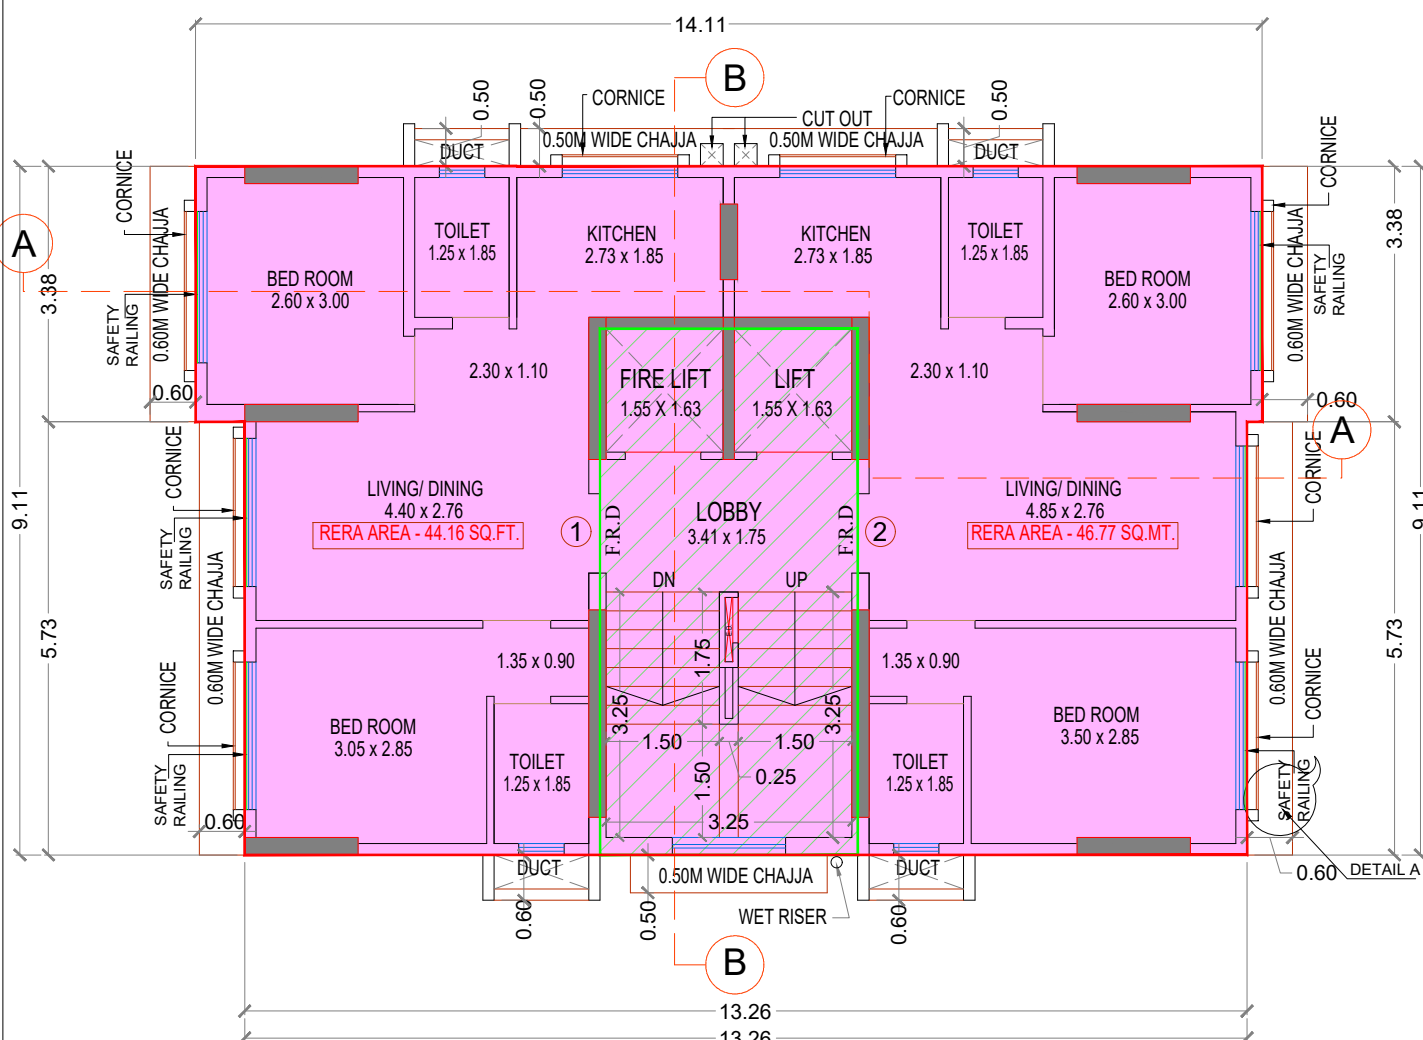 14.11
B
0.50
0.50
CORNICE
CORNICE
0.50
CUT OUT
0.50M WIDE CHAJJA
0.50M WIDE CHAJJA
DUCT
DUCT
CORNICE
CORNICE
A
3.38
0.60M WIDE CHAJJA
SAFETY
RAILING
BED ROOM
2.60 x 3.00
TOILET
1.25 x 1.85
KITCHEN
2.73 x 1.85
KITCHEN
2.73 x 1.85
TOILET
1.25 x 1.85
BED ROOM
2.60 x 3.00
0.60M WIDE CHAJJA
SAFETY
RAILING
3.38
0.60
2.30 x 1.10
FIRE LIFT
1.55 X 1.63
LIFT
1.55 X 1.63
2.30 x 1.10
0.60
A
CORNICE
CORNICE
9.11
LIVING/ DINING
4.40 x 2.76
RERA AREA - 44.16 SQ.FT.
1
F.R.D
LOBBY
3.41 x 1.75
F.R.D
2
LIVING/ DINING
4.85 x 2.76
RERA AREA - 46.77 SQ.MT.
9.11
SAFETY
RAILING
0.60M WIDE CHAJJA
DN
UP
0.60M WIDE CHAJJA
5.73
5.73
1.35 x 0.90
1.75
1.35 x 0.90
CORNICE
CORNICE
BED ROOM
3.05 x 2.85
3.25
3.25
BED ROOM
3.50 x 2.85
1.50
1.50
TOILET
1.25 x 1.85
1.50
0.25
TOILET
1.25 x 1.85
SAFETY
RAILING
SAFETY
RAILING
0.60
3.25
DUCT
0.50M WIDE CHAJJA
DUCT
0.60
DETAIL A
0.60
0.50
WET RISER
0.60
B
13.26
13.26